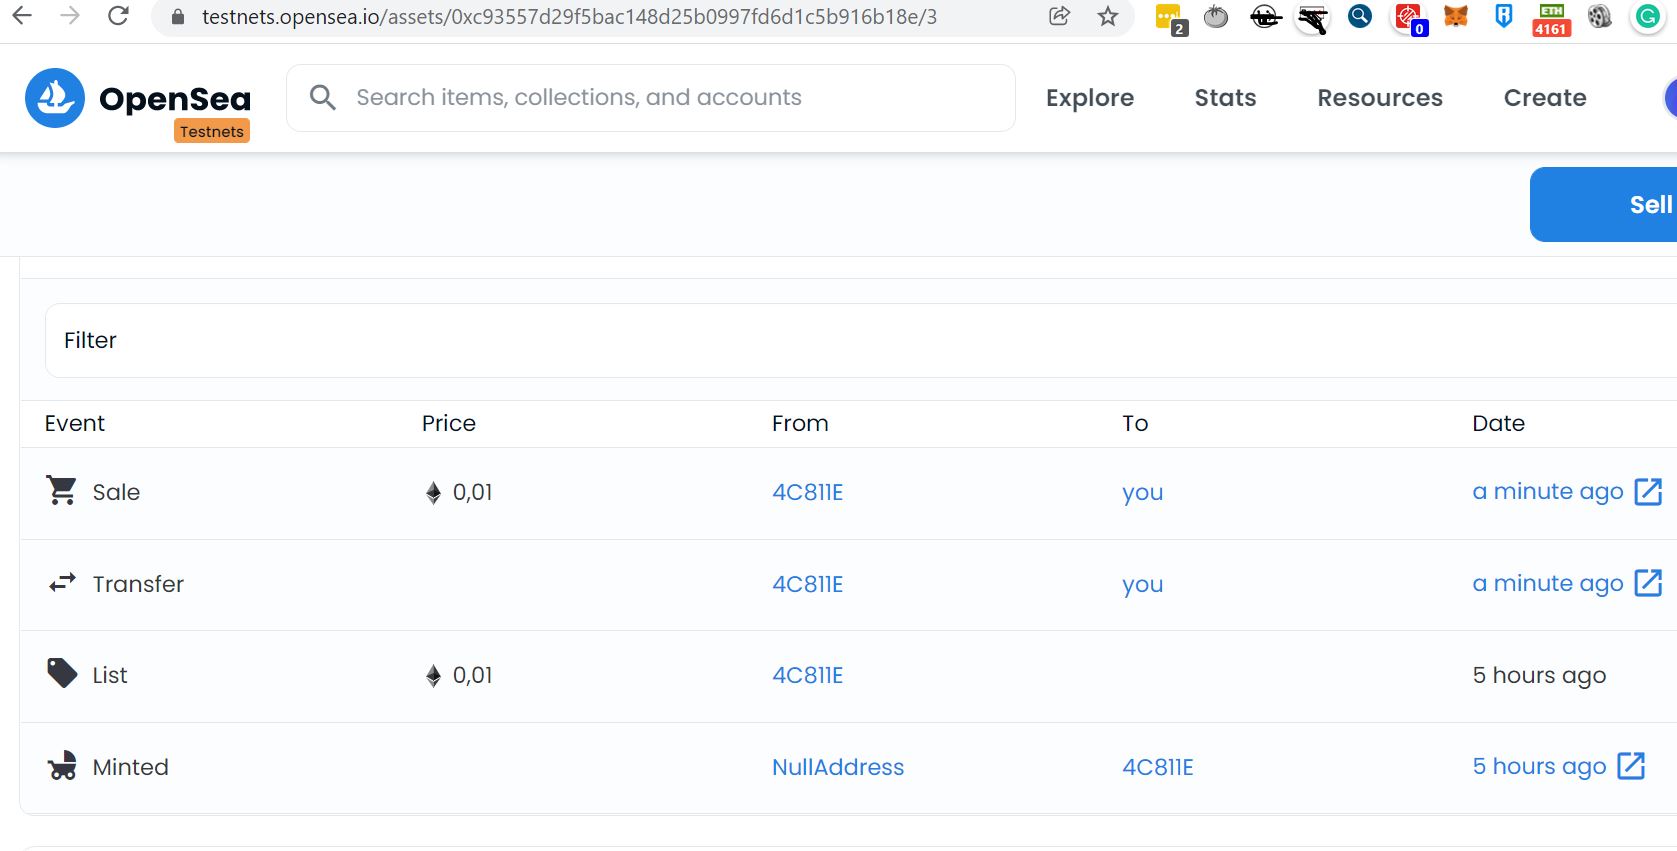 testnets.opensea.io/assets/0xc93557d29f5bac148d25b0997fd6d1c5b916b18e/3
2
0
ETH
4161
OpenSea
Testnets
Search items, collections, and accounts
Explore
Stats
Resources
Create
Sell
Filter
Event Price From To Date
Sale 0,01 4C811E you a minute ago
Transfer 4C811E you a minute ago
List 0,01 4C811E 5 hours ago
Minted NullAddress 4C811E 5 hours ago